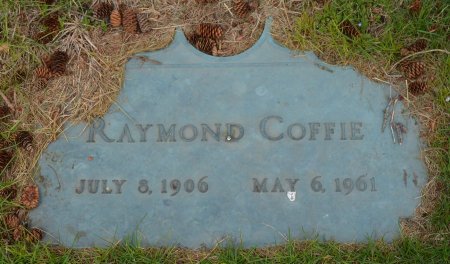 RAYMOND COFFIE
JULY 8, 1906 MAY 6, 1961